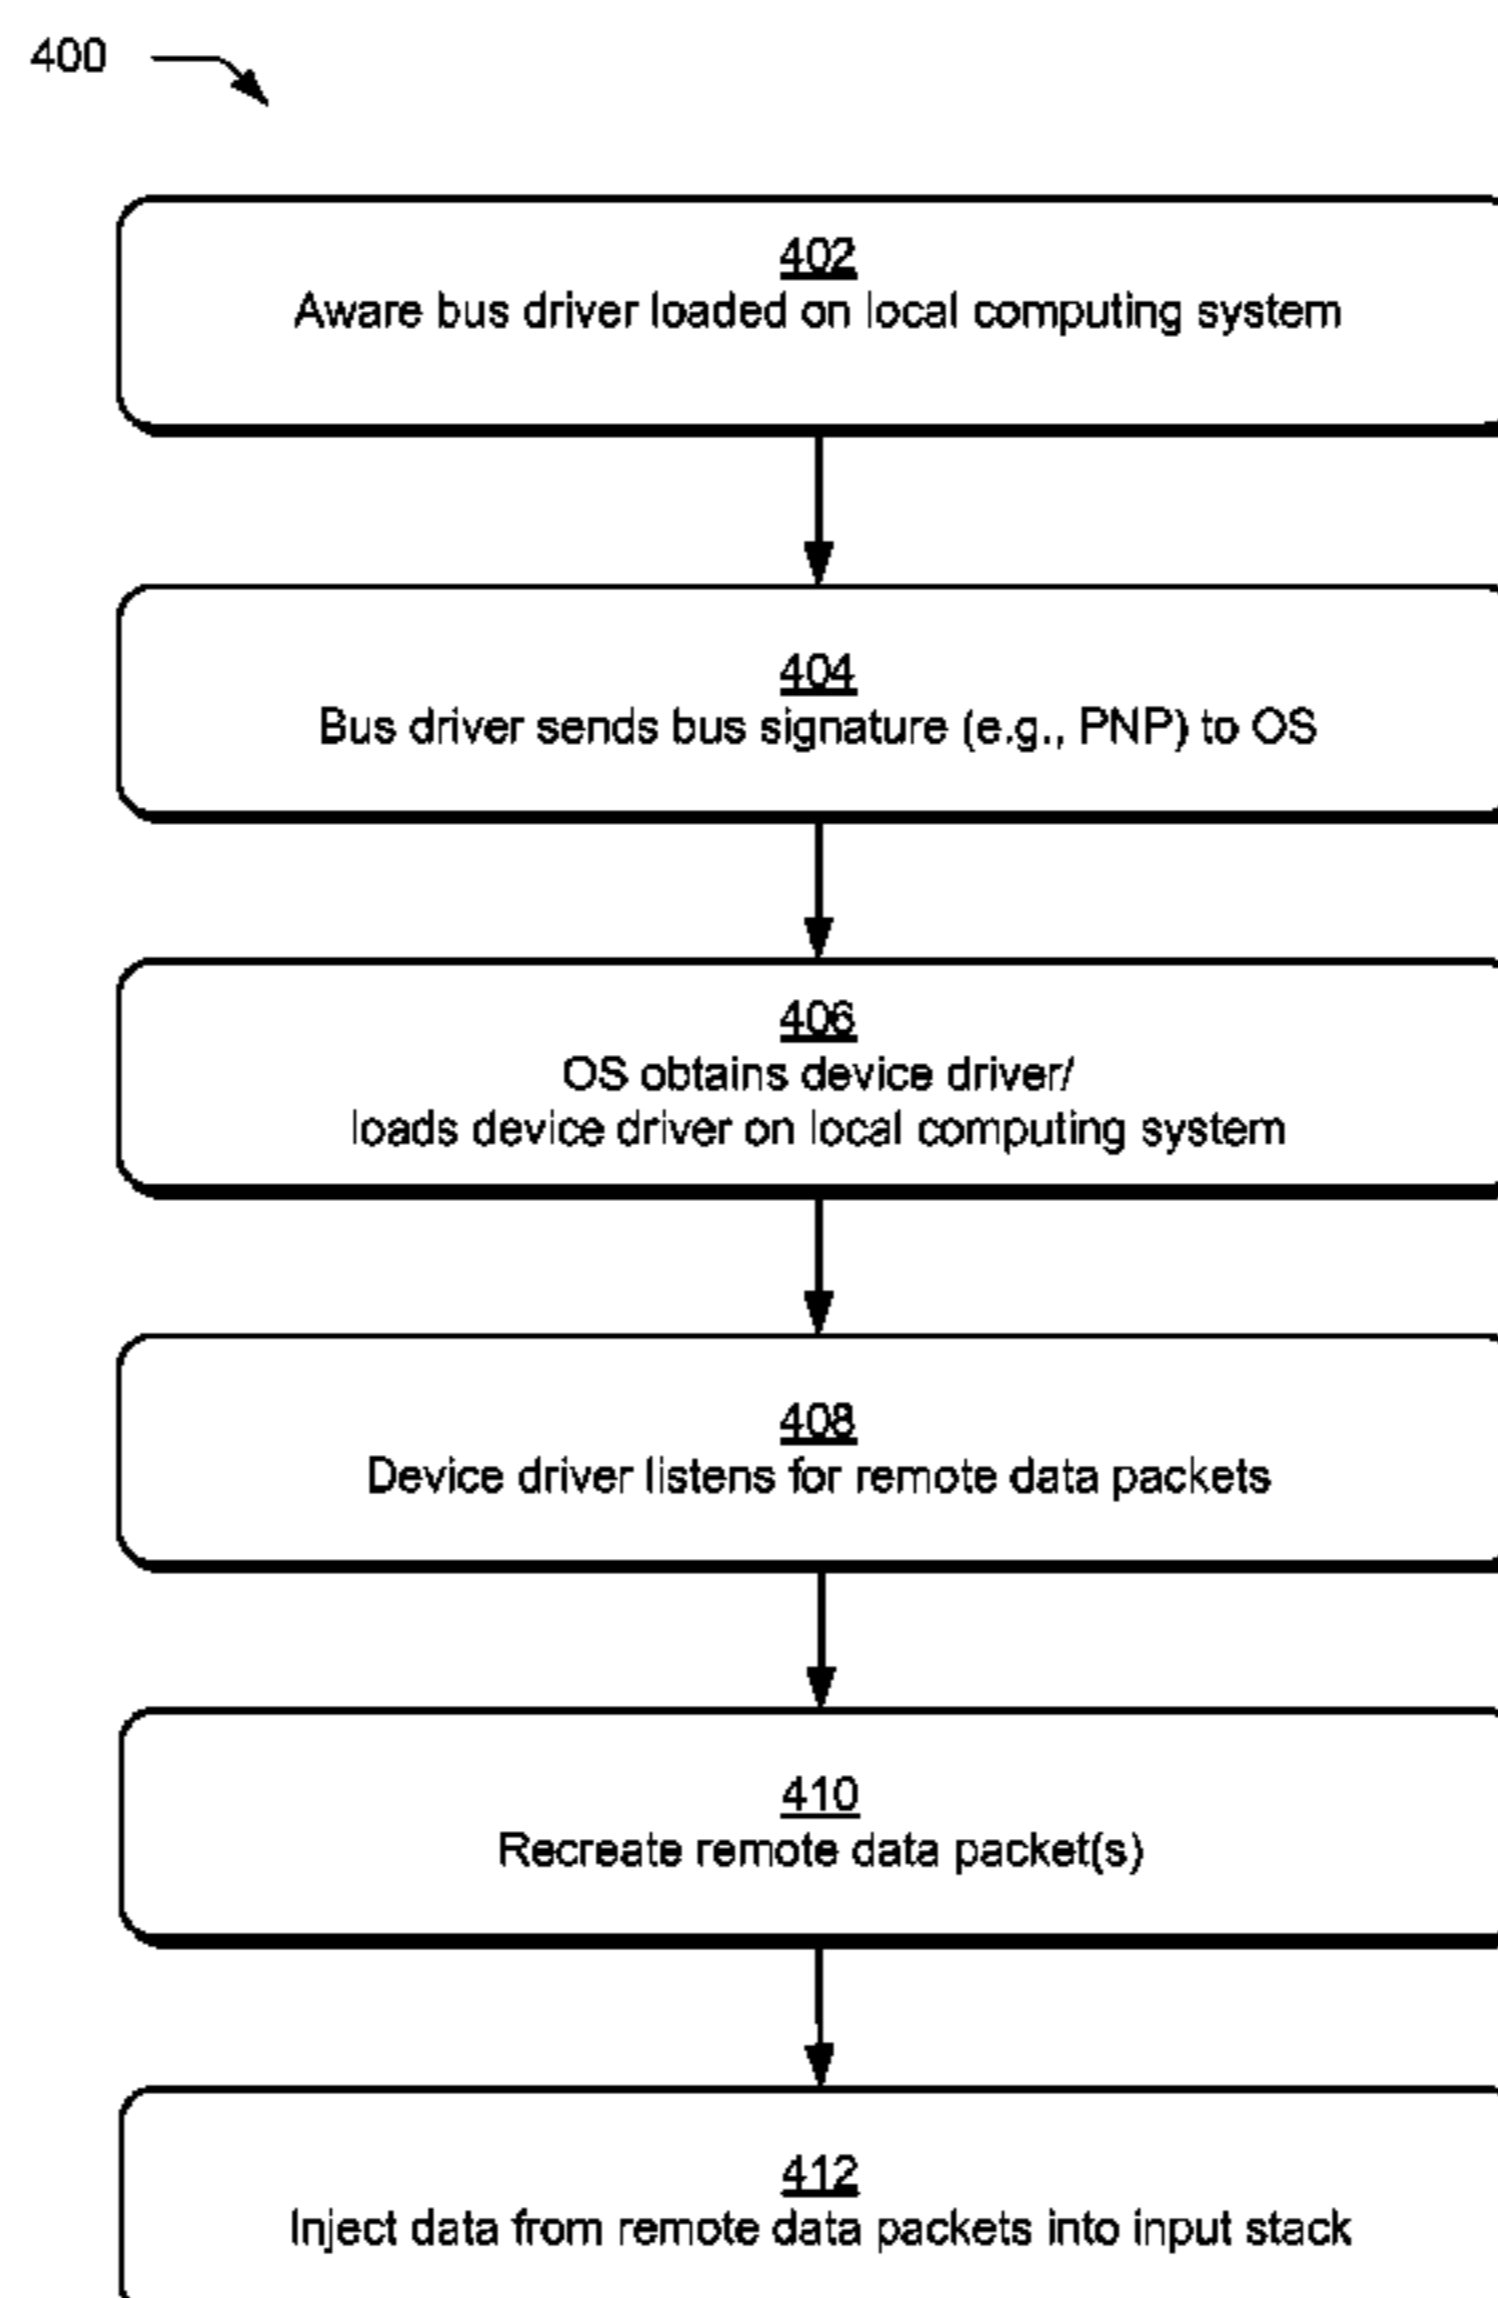 400
402
Aware bus driver loaded on local computing system
404
Bus driver sends bus signature (e.g., PNP) to OS
406
OS obtains device driver/
loads device driver on local computing system
408
Device driver listens for remote data packets
410
Recreate remote data packet(s)
412
Inject data from remote data packets into input stack